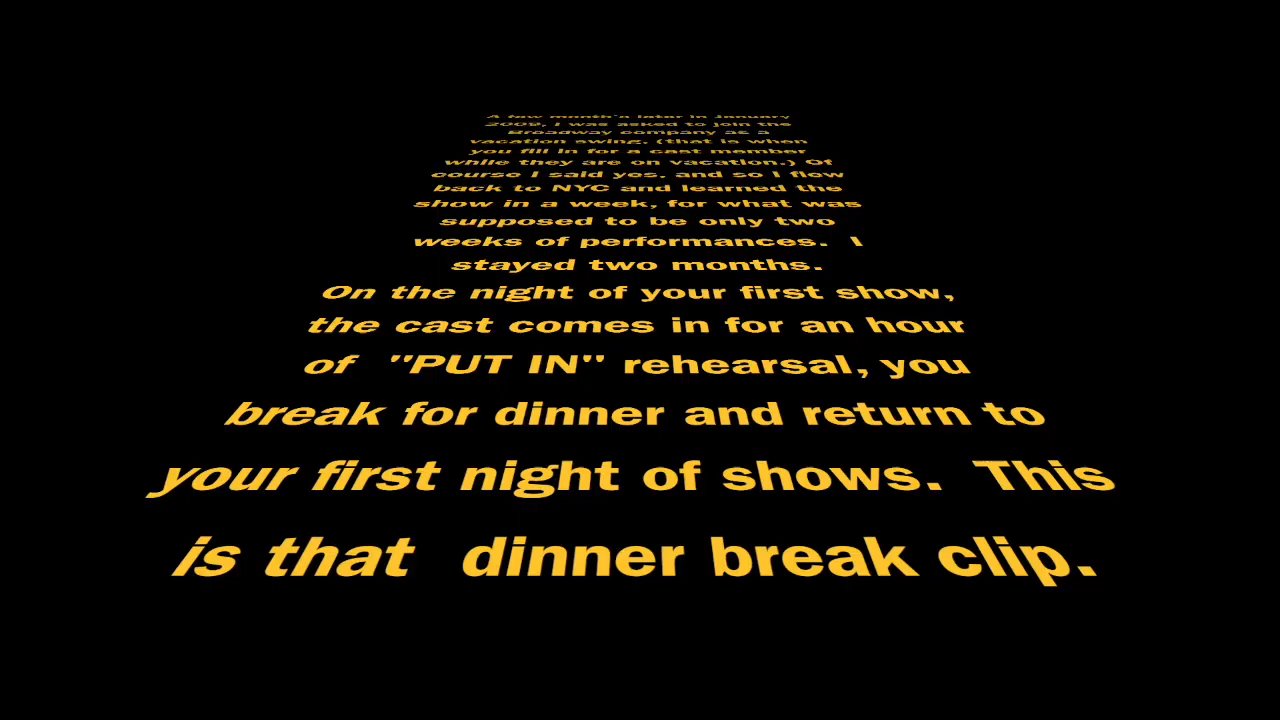 A few month's later in January
2009, I was asked to join the
Broadway company as a
vacation swing. (that is when
you fill in for a cast member
while they are on vacation.) Of
course I said yes, and so I flew
back to NYC and learned the
show in a week, for what was
supposed to be only two
weeks of performances.  I
stayed two months.
On the night of your first show,
the cast comes in for an hour
of  "PUT IN" rehearsal, you
break for dinner and return to
your first night of shows.  This
is that  dinner break clip.